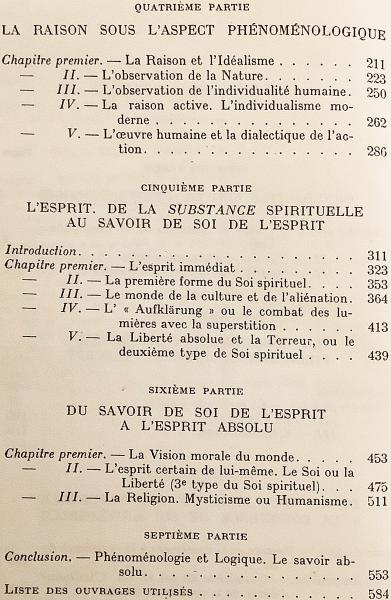 QUATRIÈME PARTIE
LA RAISON SOUS L'ASPECT PHÉNOMÉNOLOGIQUE
Chapitre premier. — La Raison et l'Idéalisme . . . . . . 211
— II. — L'observation de la Nature. . . . . . . 223
— III. — L'observation de l'individualité humaine. 250
— IV. — La raison active. L'individualisme mo-
derne . . . . . . . . . . . . . . . 262
— V. — L'œuvre humaine et la dialectique de l'ac-
tion. . . . . . . . . . . . . . . . 286
CINQUIÈME PARTIE
L'ESPRIT. DE LA SUBSTANCE SPIRITUELLE
AU SAVOIR DE SOI DE L'ESPRIT
Introduction. . . . . . . . . . . . . . . . . . . . 311
Chapitre premier. — L'esprit immédiat . . . . . . . . . 323
— II. — La première forme du Soi spirituel. . . . 353
— III. — Le monde de la culture et de l'aliénation. 364
— IV. — L' « Aufklärung » ou le combat des lu-
mières avec la superstition . . . . . . 413
— V. — La Liberté absolue et la Terreur, ou le
deuxième type de Soi spirituel . . . . 439
SIXIÈME PARTIE
DU SAVOIR DE SOI DE L'ESPRIT
A L'ESPRIT ABSOLU
Chapitre premier. — La Vision morale du monde. . . . . 453
— II. — L'esprit certain de lui-même. Le Soi ou la
Liberté (3e type du Soi spirituel). . . . 475
— III. — La Religion. Mysticisme ou Humanisme. 511
SEPTIÈME PARTIE
Conclusion. — Phénoménologie et Logique. Le savoir ab-
solu. . . . . . . . . . . . . . . . 553
LISTE DES OUVRAGES UTILISÉS . . . . . . . . . . . . 584